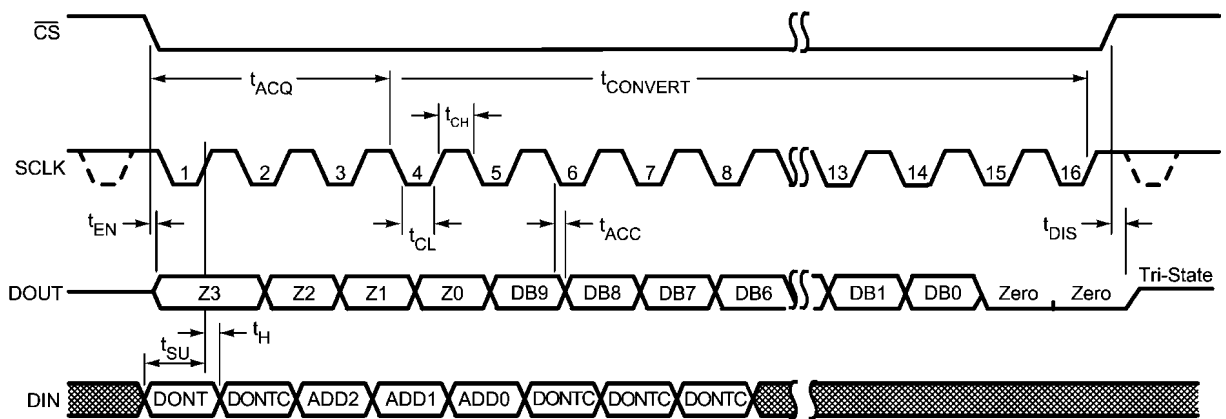 CS
tACQ
tCONVERT
tCH
SCLK
1 2 3 4 5 6 7 8 13 14 15 16
tEN
tCL
tACC
tDIS
DOUT
Z3 Z2 Z1 Z0 DB9 DB8 DB7 DB6 DB1 DB0 Zero Zero
Tri-State
tSU
tH
DIN
DONT DONTC ADD2 ADD1 ADD0 DONTC DONTC DONTC